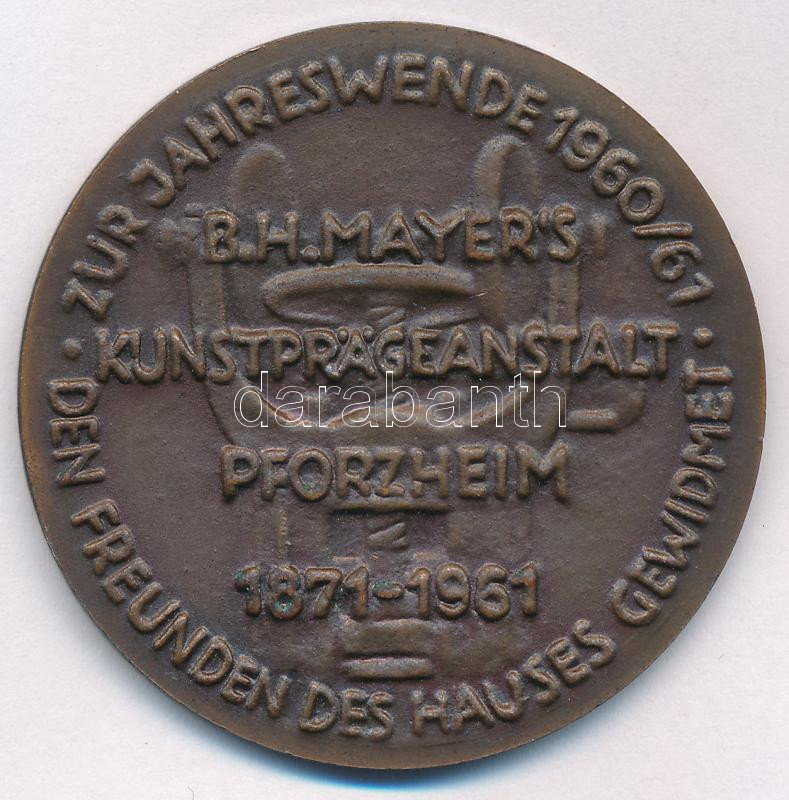 ZUR JAHRESWENDE 1960/61
B.H.MAYER'S
KUNSTPRÄGEANSTALT
PFORZHEIM
1871-1961
· DEN FREUNDEN DES HAUSES GEWIDMET ·
darabanth